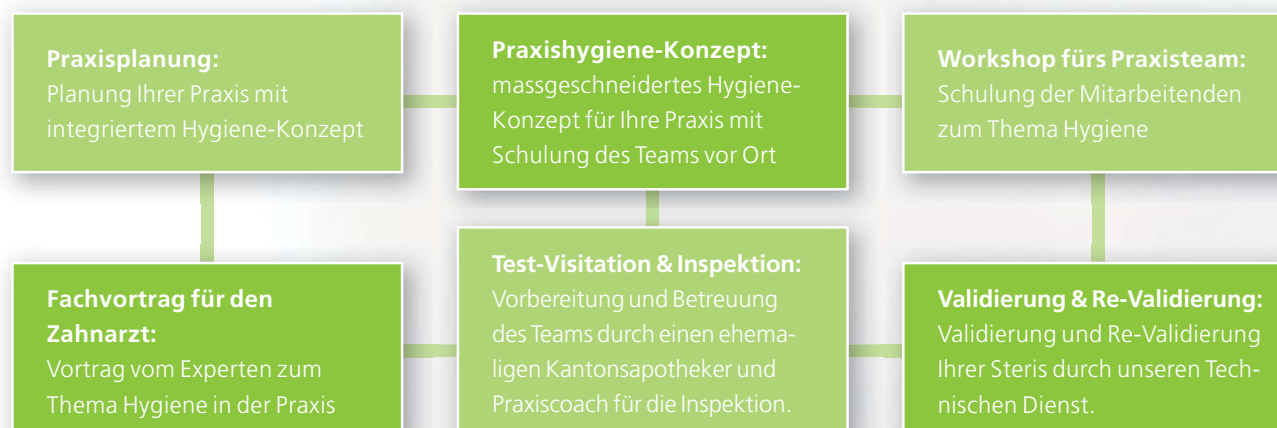 Praxisplanung:
Planung Ihrer Praxis mit
integriertem Hygiene-Konzept
Praxishygiene-Konzept:
massgeschneidertes Hygiene-
Konzept für Ihre Praxis mit
Schulung des Teams vor Ort
Workshop fürs Praxisteam:
Schulung der Mitarbeitenden
zum Thema Hygiene
Fachvortrag für den
Zahnarzt:
Vortrag vom Experten zum
Thema Hygiene in der Praxis
Test-Visitation & Inspektion:
Vorbereitung und Betreuung
des Teams durch einen ehema-
ligen Kantonsapotheker und
Praxiscoach für die Inspektion.
Validierung & Re-Validierung:
Validierung und Re-Validierung
Ihrer Steris durch unseren Tech-
nischen Dienst.